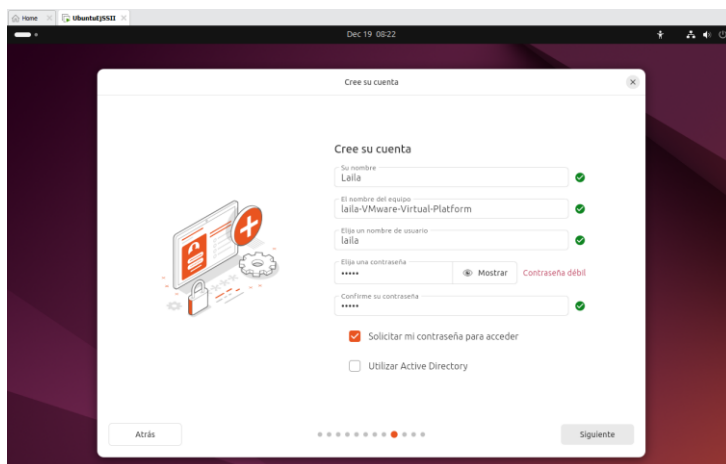 Home
UbuntuEjSSII
Dec 19 08:22
Cree su cuenta
Cree su cuenta
Su nombre
Laila
El nombre del equipo
laila-VMware-Virtual-Platform
Elija un nombre de usuario
laila
Elija una contraseña
•••••
Mostrar
Contraseña débil
Confirme su contraseña
•••••
Solicitar mi contraseña para acceder
Utilizar Active Directory
Atrás
Siguiente